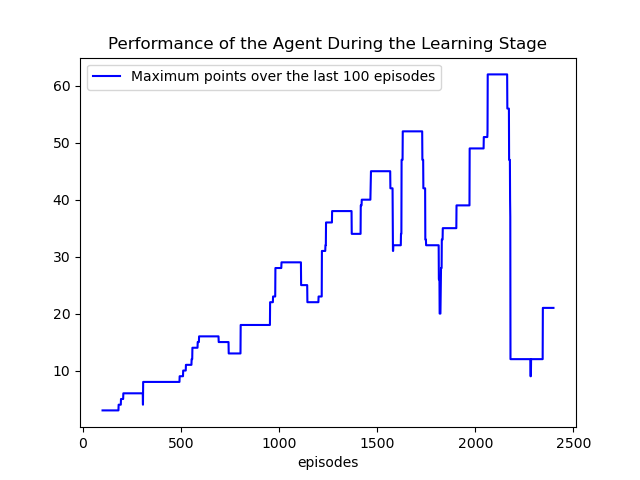 Performance of the Agent During the Learning Stage
Maximum points over the last 100 episodes
60
50
40
30
20
10
0 500 1000 1500 2000 2500
episodes